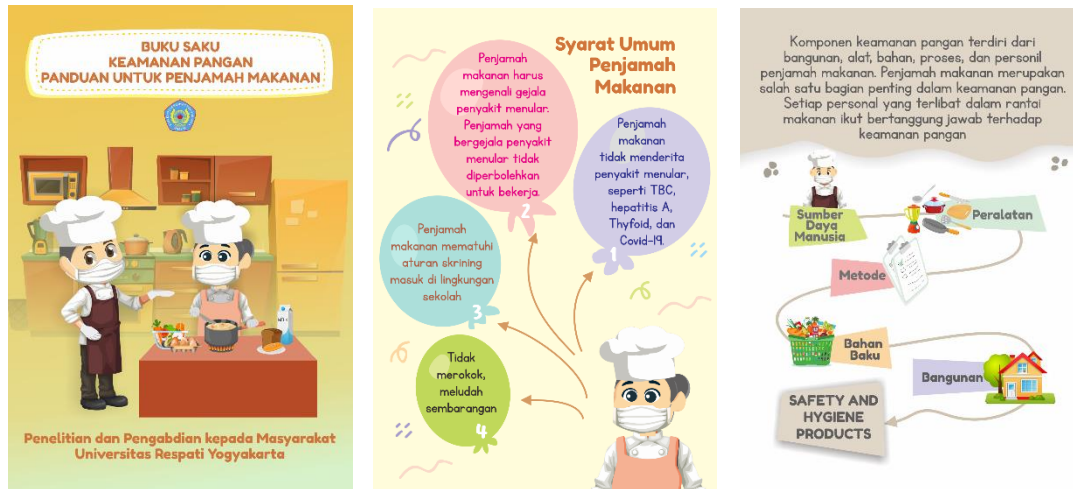 BUKU SAKU
KEAMANAN PANGAN
PANDUAN UNTUK PENJAMAH MAKANAN
Penelitian dan Pengabdian kepada Masyarakat
Universitas Respati Yogyakarta
Syarat Umum
Penjamah
Makanan
Penjamah
makanan
tidak menderita
penyakit menular,
seperti TBC,
hepatitis A,
Thyfoid, dan
Covid-19.
1
Penjamah
makanan harus
mengenali gejala
penyakit menular.
Penjamah yang
bergejala penyakit
menular tidak
diperbolehkan
untuk bekerja.
2
Penjamah
makanan mematuhi
aturan skrining
masuk di lingkungan
sekolah
3
Tidak
merokok,
meludah
sembarangan
4
Komponen keamanan pangan terdiri dari
bangunan, alat, bahan, proses, dan personil
penjamah makanan. Penjamah makanan merupakan
salah satu bagian penting dalam keamanan pangan.
Setiap personal yang terlibat dalam rantai
makanan ikut bertanggung jawab terhadap
keamanan pangan
Sumber
Daya
Manusia
Peralatan
Metode
Bahan
Baku
Bangunan
SAFETY AND
HYGIENE
PRODUCTS